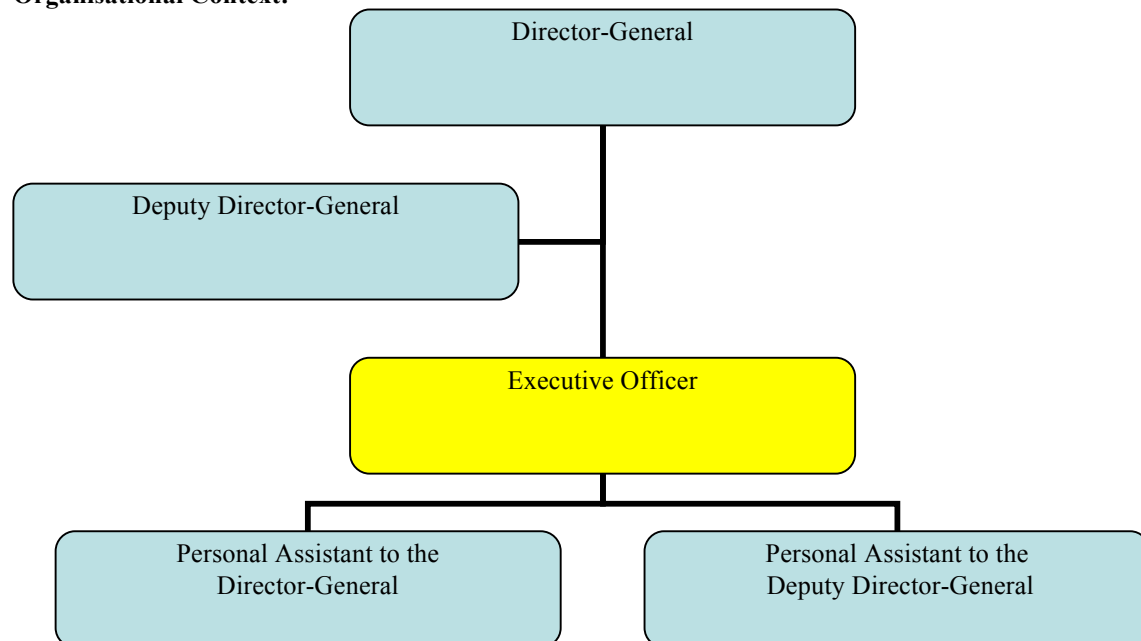 Organisational Context:
Director-General
Deputy Director-General
Executive Officer
Personal Assistant to the
Director-General
Personal Assistant to the
Deputy Director-General